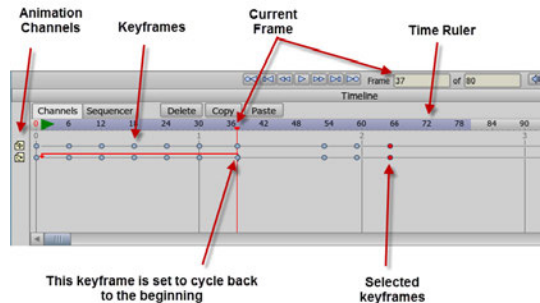 Animation Channels
Keyframes
Current Frame
Time Ruler
Frame 37 of 80
Timeline
Channels Sequencer Delete Copy Paste
0 6 12 18 24 30 36 42 48 54 60 66 72 78 84 90
0 1 2 3
This keyframe is set to cycle back to the beginning
Selected keyframes